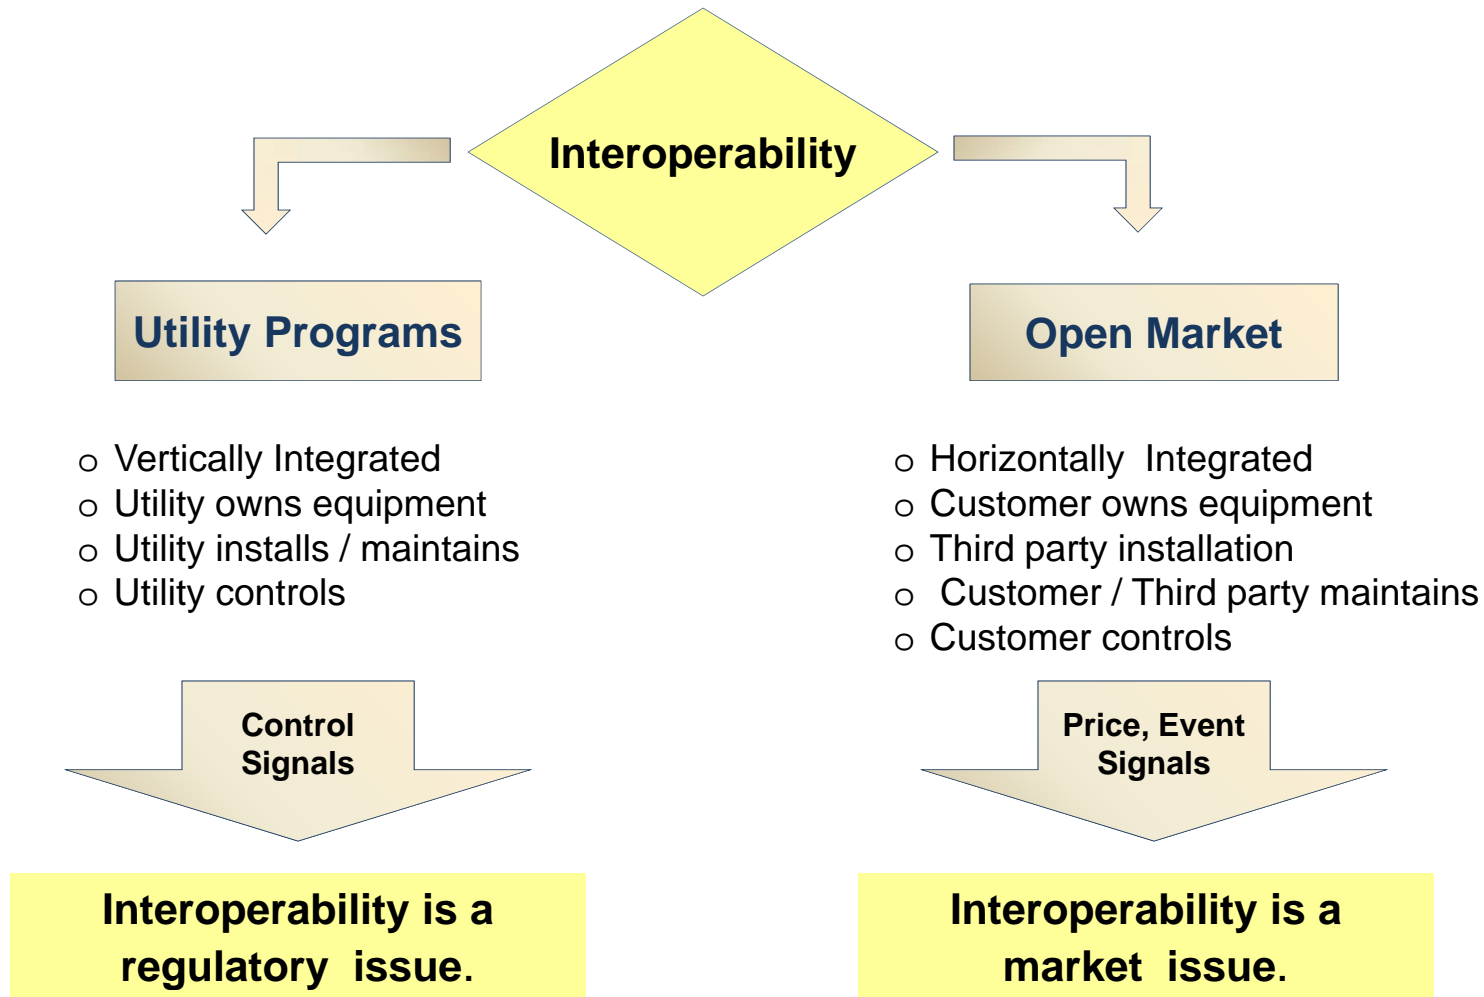 Interoperability
Utility Programs
o Vertically Integrated
o Utility owns equipment
o Utility installs / maintains
o Utility controls
Control
Signals
Interoperability is a
regulatory issue.
Open Market
o Horizontally Integrated
o Customer owns equipment
o Third party installation
o Customer / Third party maintains
o Customer controls
Price, Event
Signals
Interoperability is a
market issue.